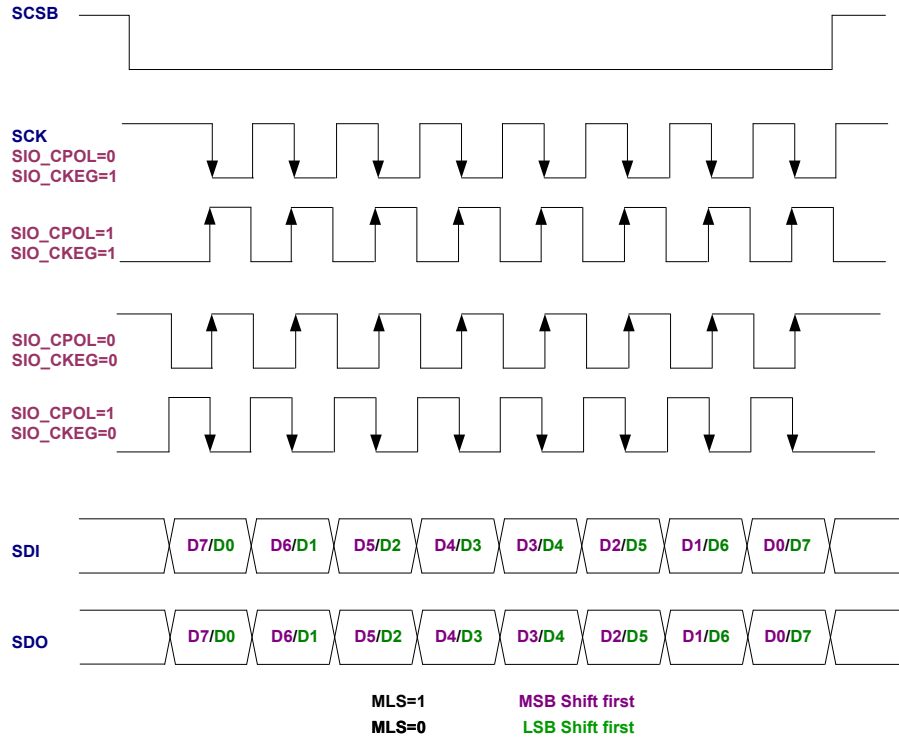 SCSB
SCK
SIO_CPOL=0
SIO_CKEG=1
SIO_CPOL=1
SIO_CKEG=1
SIO_CPOL=0
SIO_CKEG=0
SIO_CPOL=1
SIO_CKEG=0
SDI D7/D0 D6/D1 D5/D2 D4/D3 D3/D4 D2/D5 D1/D6 D0/D7
SDO D7/D0 D6/D1 D5/D2 D4/D3 D3/D4 D2/D5 D1/D6 D0/D7
MLS=1 MSB Shift first
MLS=0 LSB Shift first